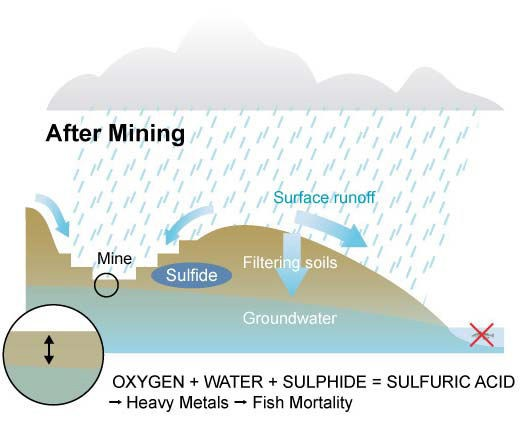 After Mining
Surface runoff
Mine
Filtering soils
Sulfide
Groundwater
OXYGEN + WATER + SULPHIDE = SULFURIC ACID
→ Heavy Metals → Fish Mortality